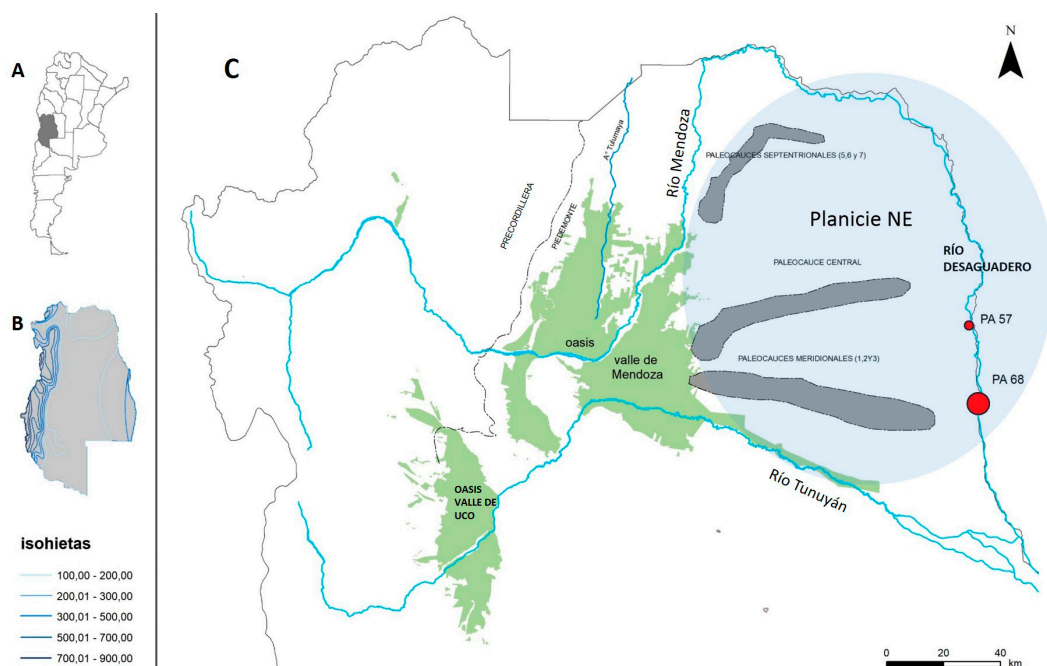 A
B
isohietas
100,00 - 200,00
200,01 - 300,00
300,01 - 500,00
500,01 - 700,00
700,01 - 900,00
C
N
A° Tulumaya
Río Mendoza
PRECORDILLERA
PIEDEMONTE
PALEOCAUCES SEPTENTRIONALES (5,6 y 7)
Planicie NE
RÍO
DESAGUADERO
PALEOCAUCE CENTRAL
PA 57
oasis
valle de
Mendoza
PALEOCAUCES MERIDIONALES (1,2Y3)
PA 68
Río Tunuyán
OASIS
VALLE DE
UCO
0 10 20 40
km